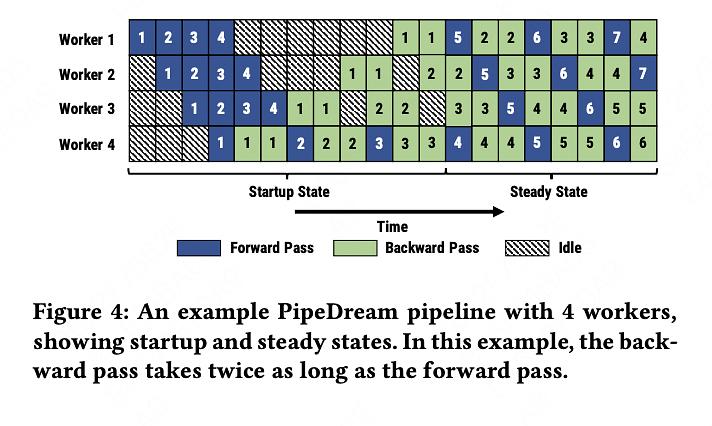 Worker 1 1 2 3 4 1 1 5 2 2 6 3 3 7 4
Worker 2 1 2 3 4 1 1 2 2 5 3 3 6 4 4 7
Worker 3 1 2 3 4 1 1 2 2 3 3 5 4 4 6 5 5
Worker 4 1 1 1 2 2 2 3 3 3 4 4 4 5 5 5 6 6
Startup State Steady State
Time
Forward Pass Backward Pass Idle
Figure 4: An example PipeDream pipeline with 4 workers,
showing startup and steady states. In this example, the back-
ward pass takes twice as long as the forward pass.